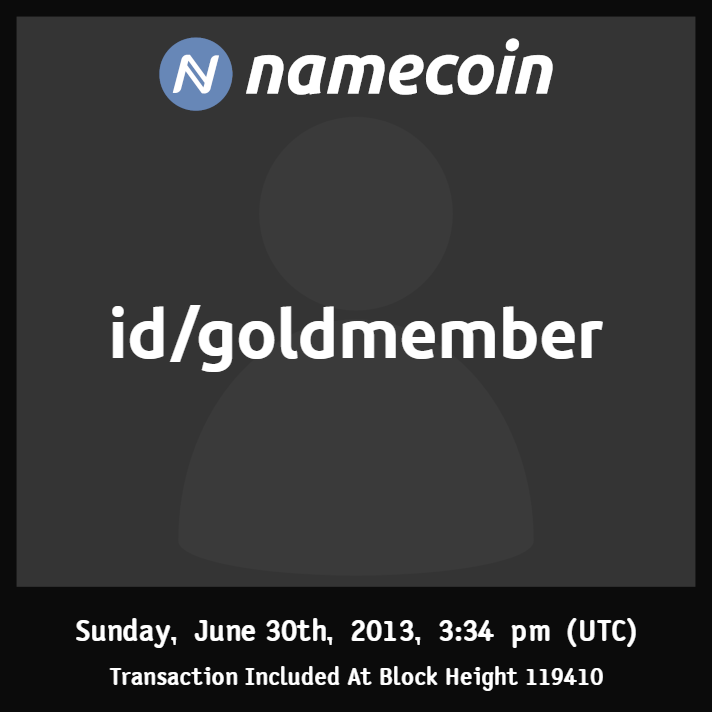 namecoin
id/goldmember
Sunday, June 30th, 2013, 3:34 pm (UTC)
Transaction Included At Block Height 119410